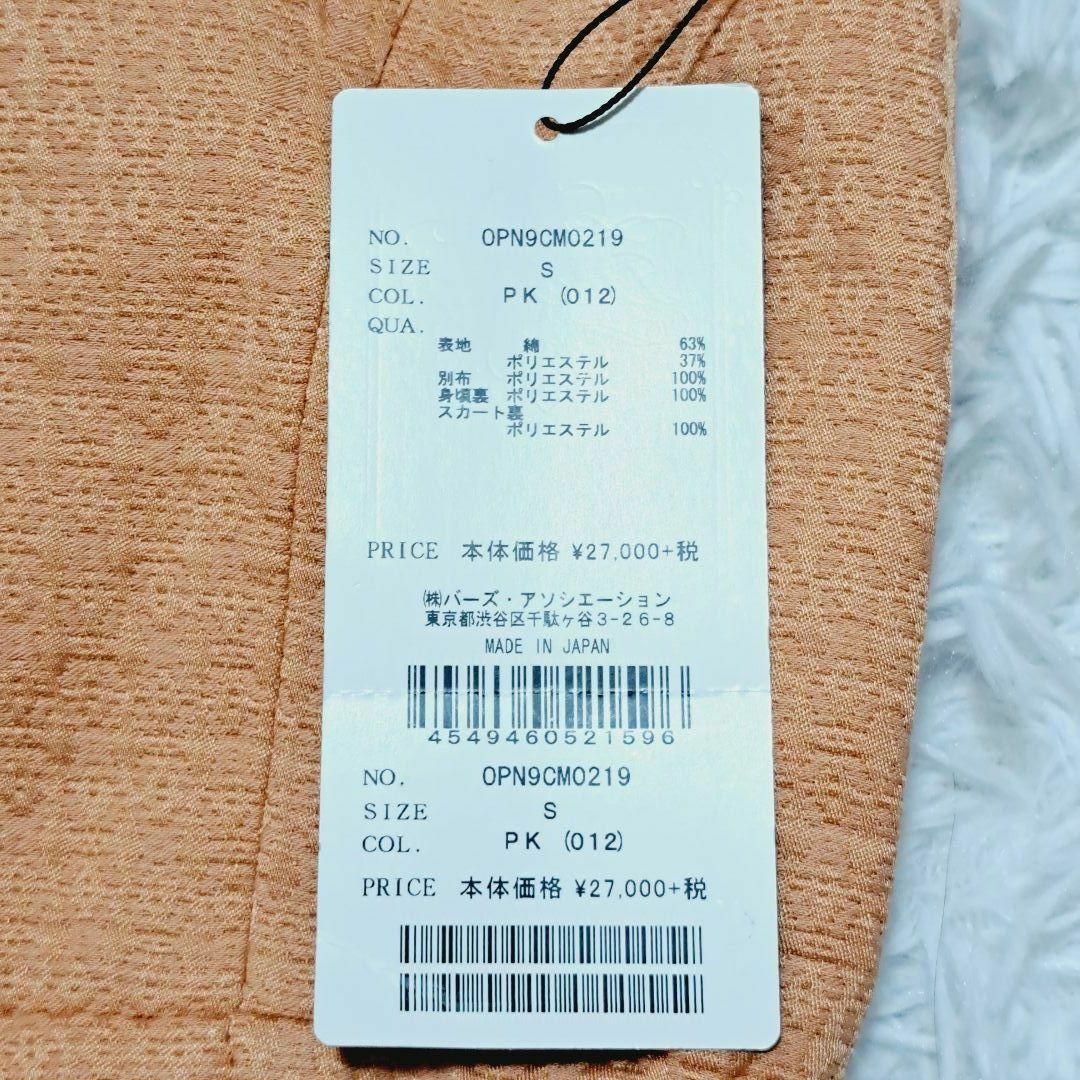 NO. OPN9CM0219
SIZE S
COL. PK (012)
QUA.
表地 綿 63%
ポリエステル 37%
別布 ポリエステル 100%
身頃裏 ポリエステル 100%
スカート裏
ポリエステル 100%
PRICE 本体価格 ¥27,000+税
㈱バーズ・アソシエーション
東京都渋谷区千駄ヶ谷3-26-8
MADE IN JAPAN
4549460521596
NO. OPN9CM0219
SIZE S
COL. PK (012)
PRICE 本体価格 ¥27,000+税